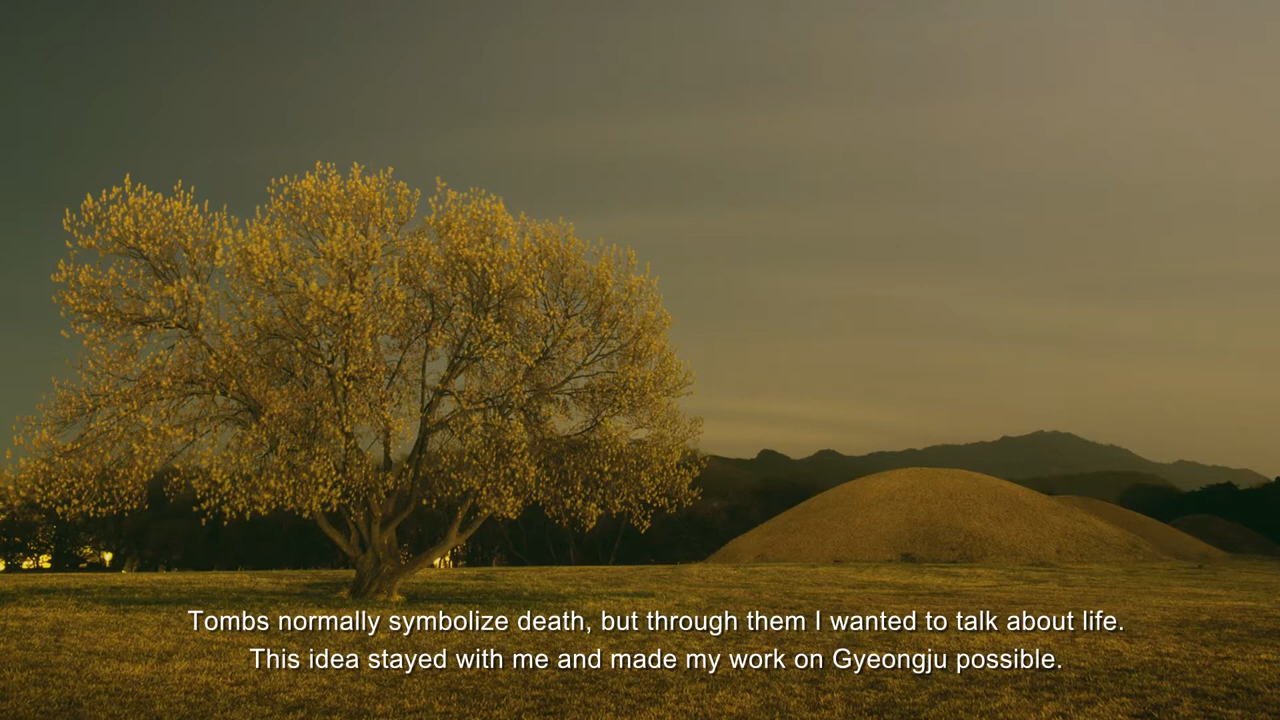 Tombs normally symbolize death, but through them I wanted to talk about life.
This idea stayed with me and made my work on Gyeongju possible.